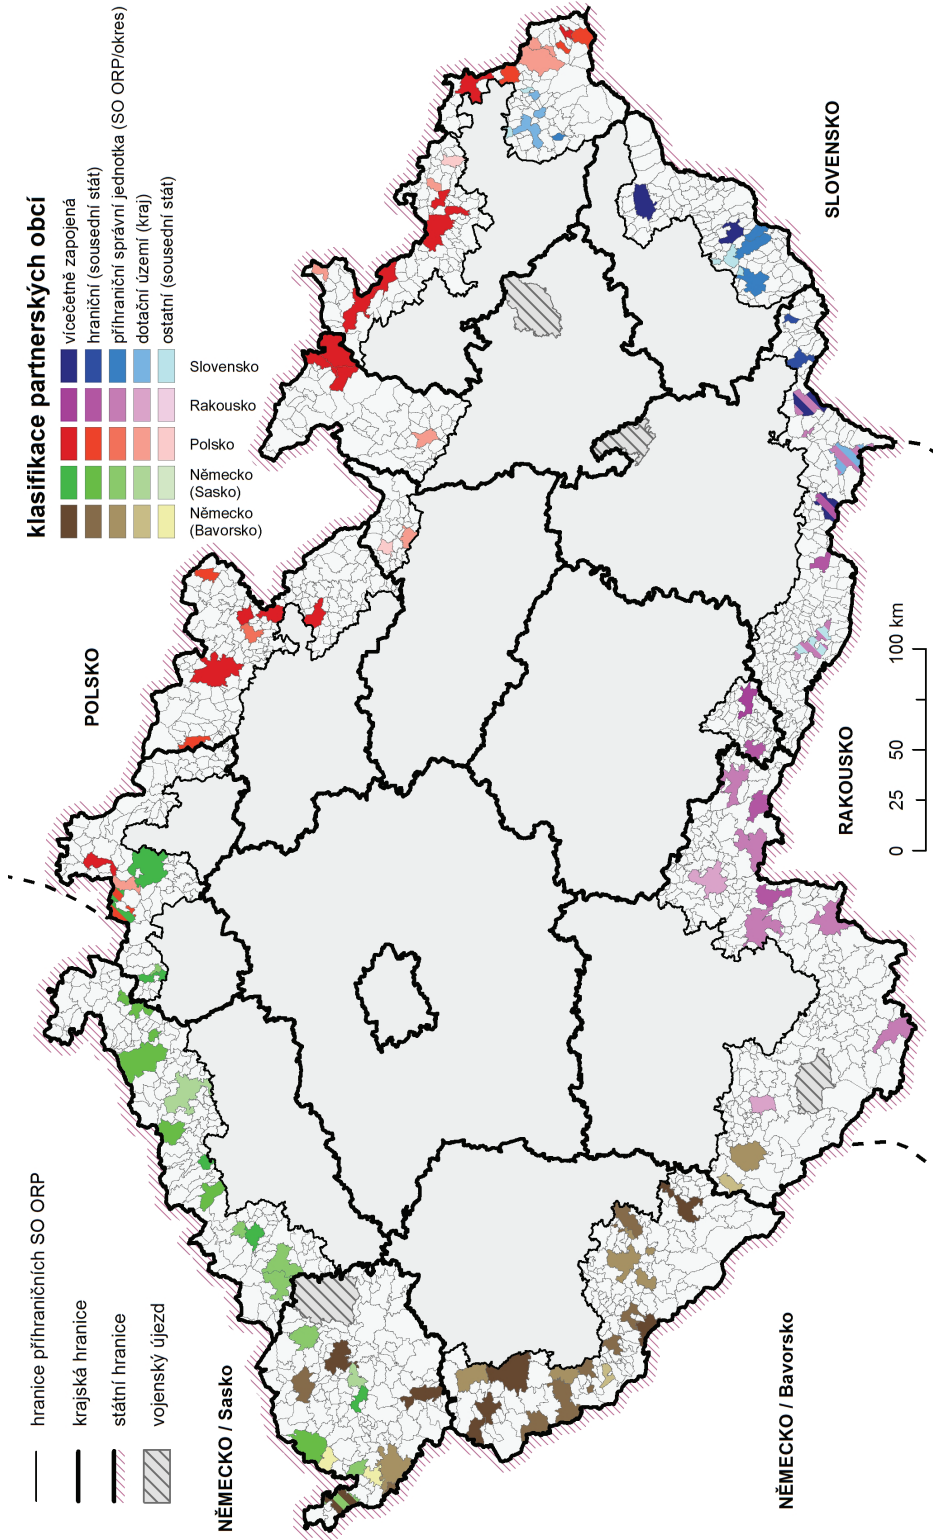 klasifikace partnerských obcí
vícečetně zapojená
hraniční (sousední stát)
příhraniční správní jednotka (SO ORP/okres)
dotační území (kraj)
ostatní (sousední stát)
Slovensko
Rakousko
Polsko
Německo
(Sasko)
Německo
(Bavorsko)
hranice příhraničních SO ORP
krajská hranice
státní hranice
vojenský újezd
POLSKO
SLOVENSKO
RAKOUSKO
NĚMECKO / Sasko
NĚMECKO / Bavorsko
0 25 50 100 km